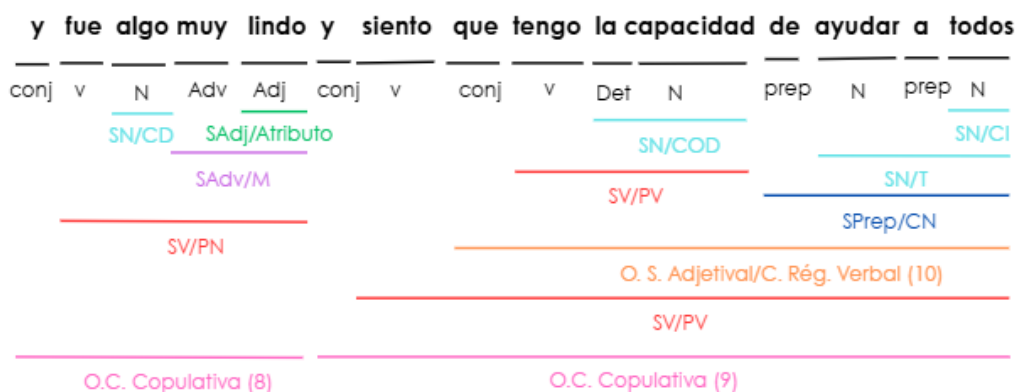 y fue algo muy lindo y siento que tengo la capacidad de ayudar a todos
conj v N Adv Adj conj v conj v Det N prep N prep N
SN/CD SAdj/Atributo SN/COD SN/CI
SAdv/M SV/PV SN/T
SV/PN SPrep/CN
O. S. Adjetival/C. Rég. Verbal (10)
SV/PV
O.C. Copulativa (8) O.C. Copulativa (9)